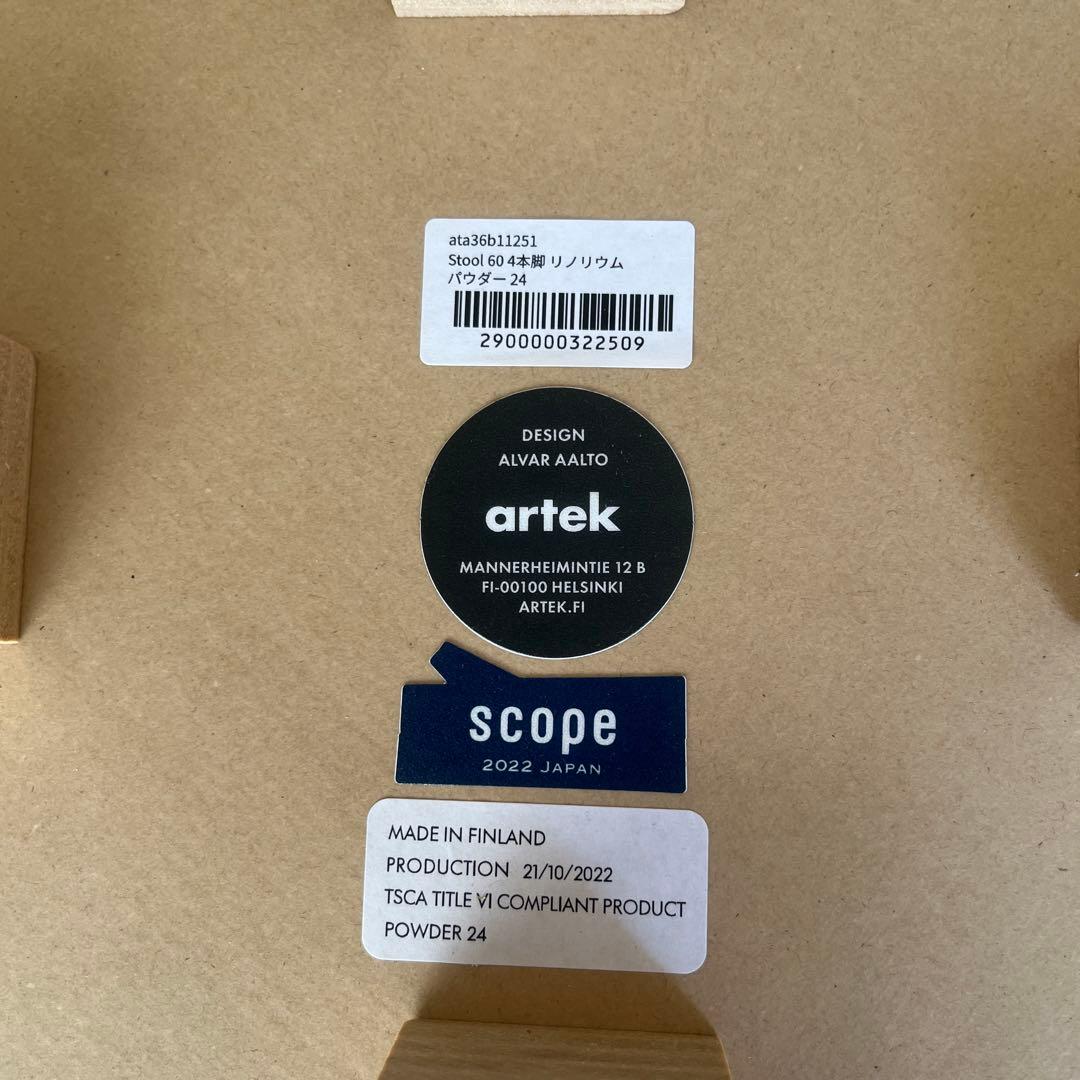 ata36b11251
Stool 60 4本脚 リノリウム
パウダー 24
2900000322509
DESIGN
ALVAR AALTO
artek
MANNERHEIMINTIE 12 B
FI-00100 HELSINKI
ARTEK.FI
scope
2022 JAPAN
MADE IN FINLAND
PRODUCTION 21/10/2022
TSCA TITLE VI COMPLIANT PRODUCT
POWDER 24